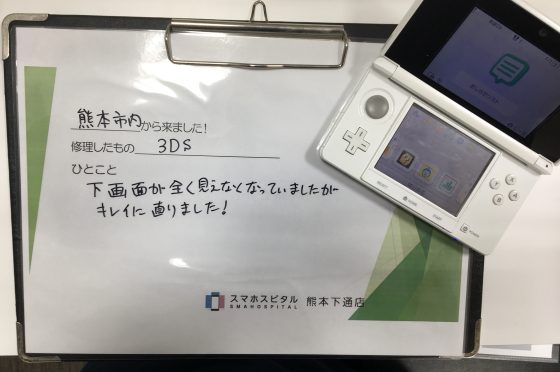 熊本市内から来ました!
修理したもの 3DS
ひとこと
下画面が全く見えなくなっていましたが
キレイに直りました!
スマホスピタル 熊本下通店
SMAHOSPITAL